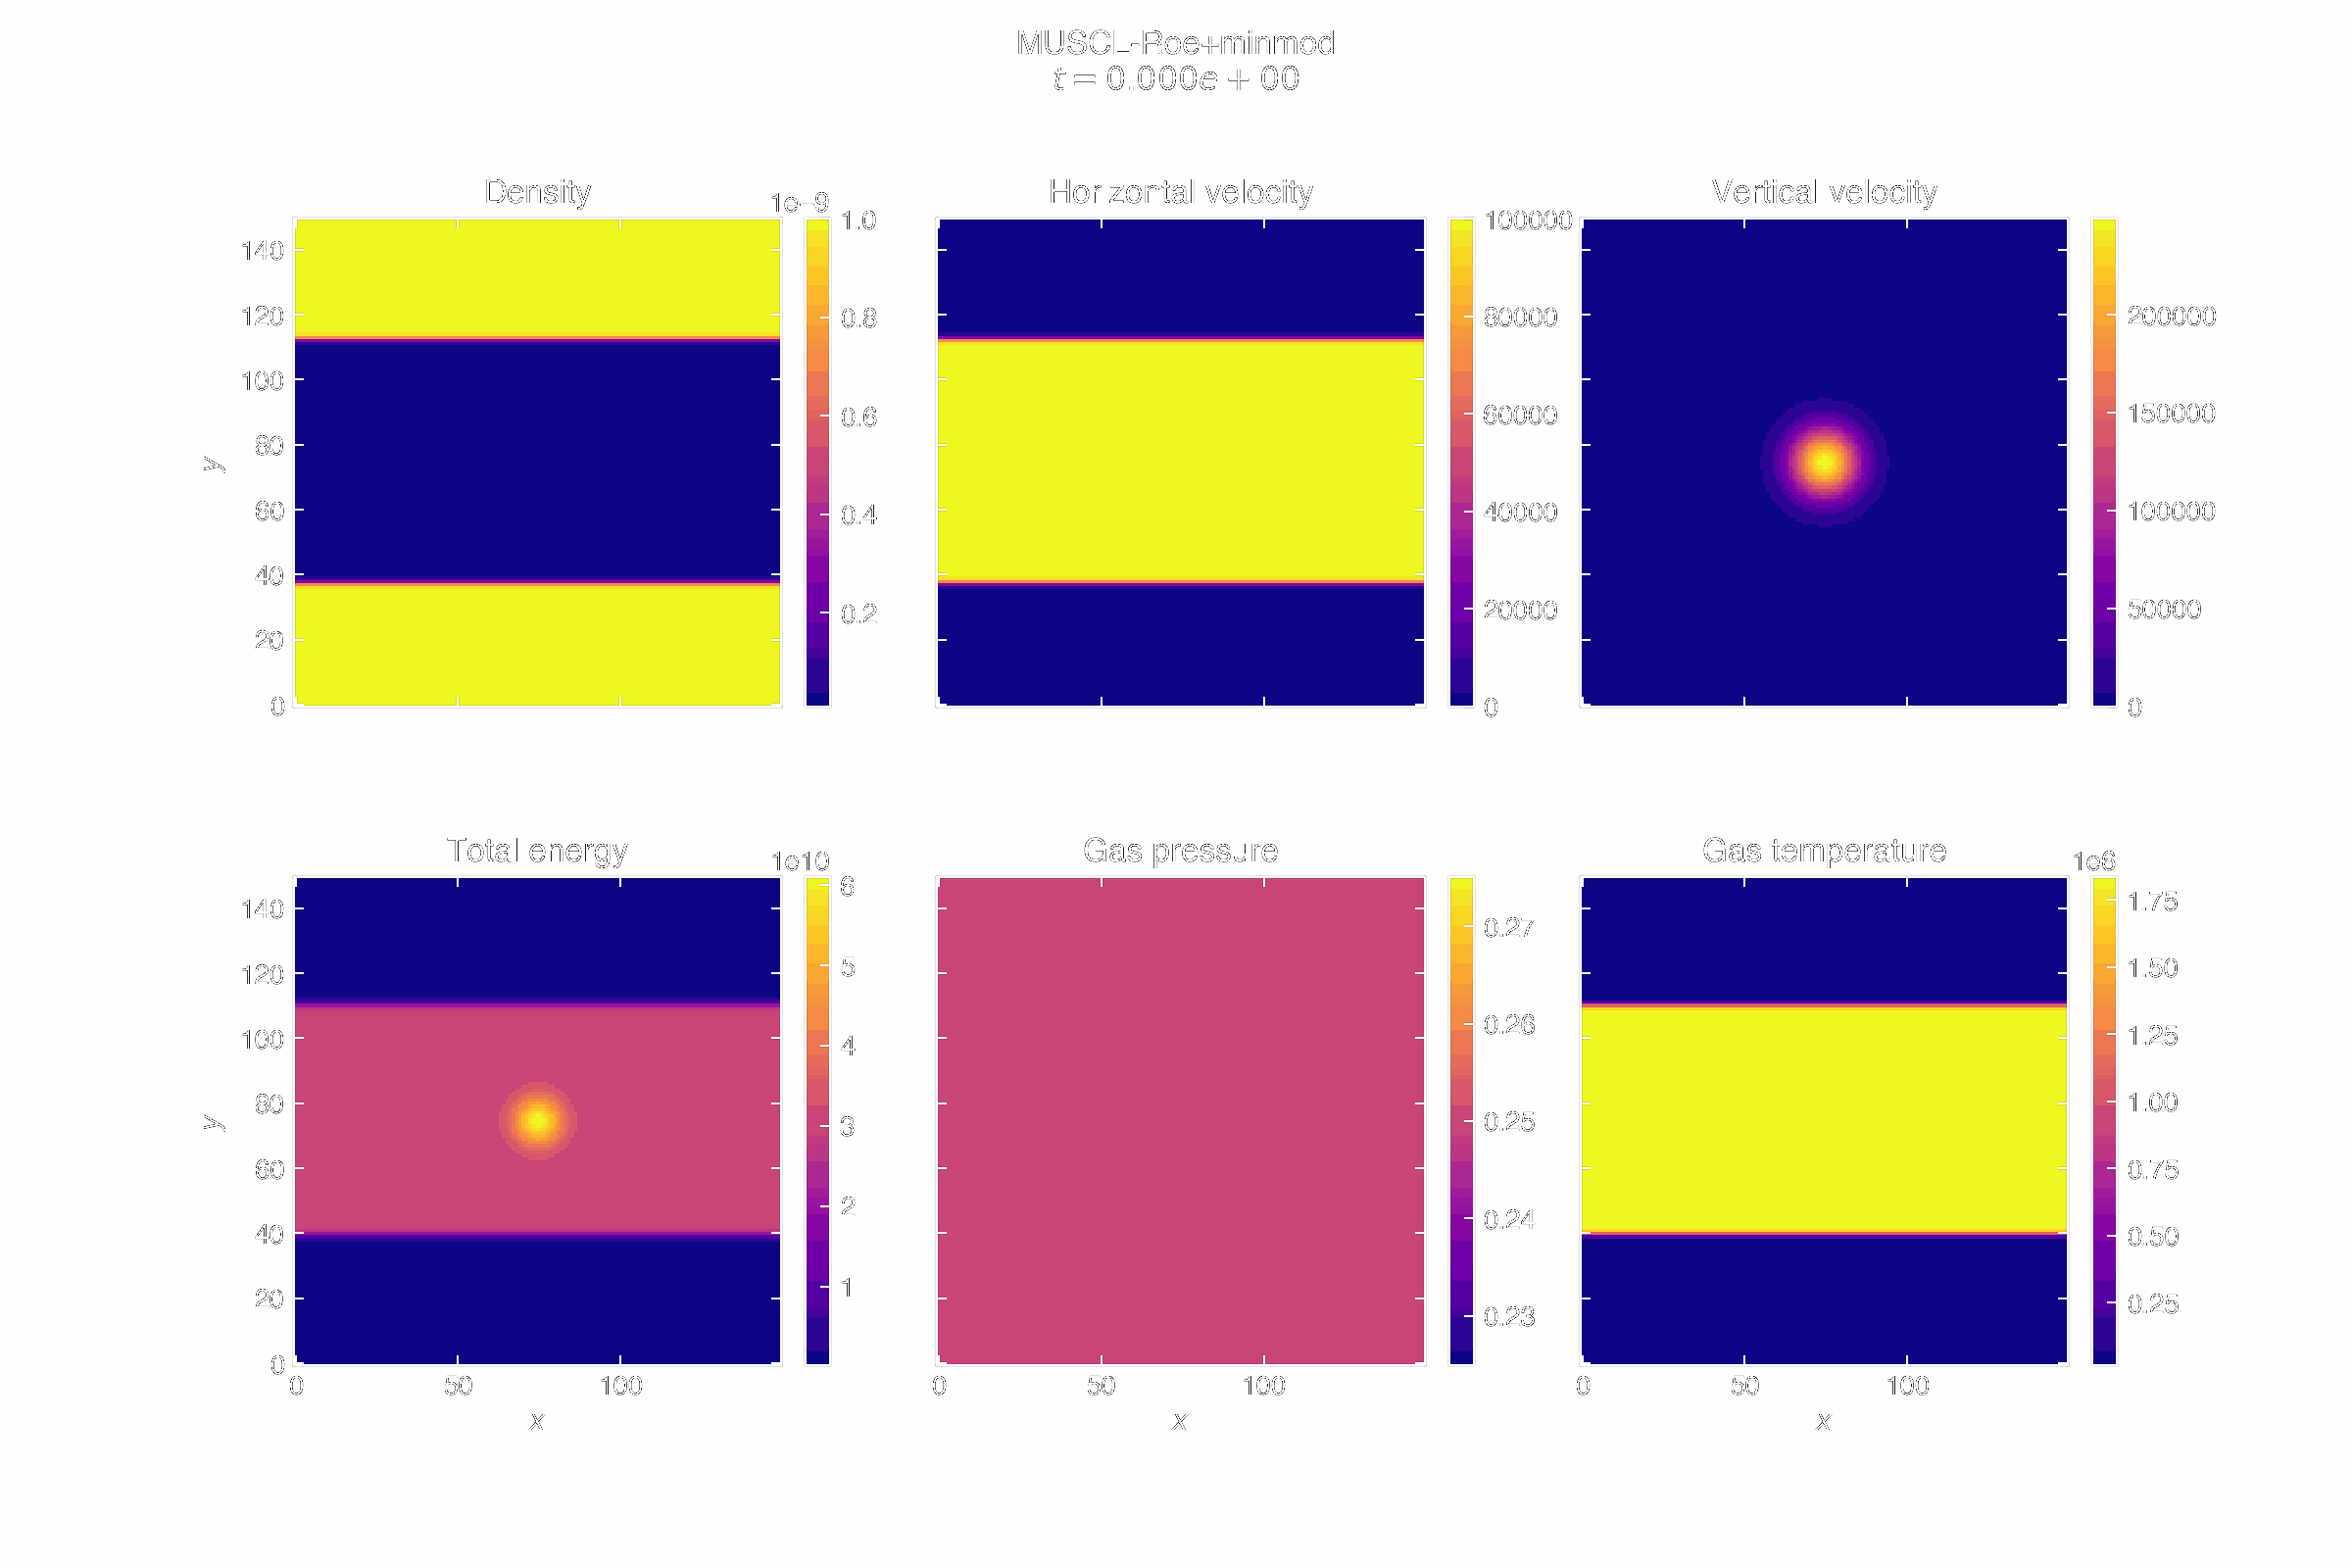 MUSCL-Roe+minmod
t = 0.000e + 00
Density
1e−9
1.0
0.8
0.6
0.4
0.2
140
120
100
80
60
40
20
0
y
Horizontal velocity
100000
80000
60000
40000
20000
0
Vertical velocity
200000
150000
100000
50000
0
Total energy
1e10
6
5
4
3
2
1
140
120
100
80
60
40
20
0
y
0 50 100
x
Gas pressure
0.27
0.26
0.25
0.24
0.23
0 50 100
x
Gas temperature
1e6
1.75
1.50
1.25
1.00
0.75
0.50
0.25
0 50 100
x